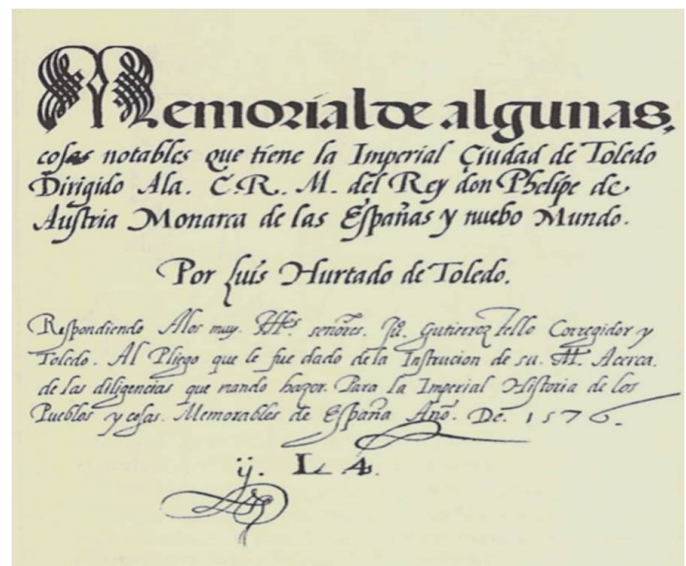 Memorial de algunas,
cosas notables que tiene la Imperial Ciudad de Toledo
Dirigido Ala. C.R.. M. del Rey don Phelipe de
Austria Monarca de las Españas y nuebo Mundo.
Por Luis Hurtado de Toledo.
Respondiendo Alos muy. Illes. señores. Ju. Gutierrez tello Corregidor y
Toledo. Al Pliego que le fue dado dela Instrucion de su. M. Acerca.
de las diligencias que mando hazer. Para la Imperial Historia de los
Pueblos y cosas. Memorables de España Año. De. 1576.
ij. L 4.